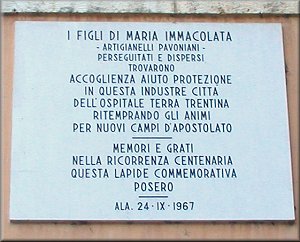 I FIGLI DI MARIA IMMACOLATA
- ARTIGIANELLI PAVONIANI -
PERSEGUITATI E DISPERSI
TROVARONO
ACCOGLIENZA AIUTO PROTEZIONE
IN QUESTA INDUSTRE CITTÀ
DELL'OSPITALE TERRA TRENTINA
RITEMPRANDO GLI ANIMI
PER NUOVI CAMPI D'APOSTOLATO
MEMORI E GRATI
NELLA RICORRENZA CENTENARIA
QUESTA LAPIDE COMMEMORATIVA
POSERO
ALA. 24-IX-1967